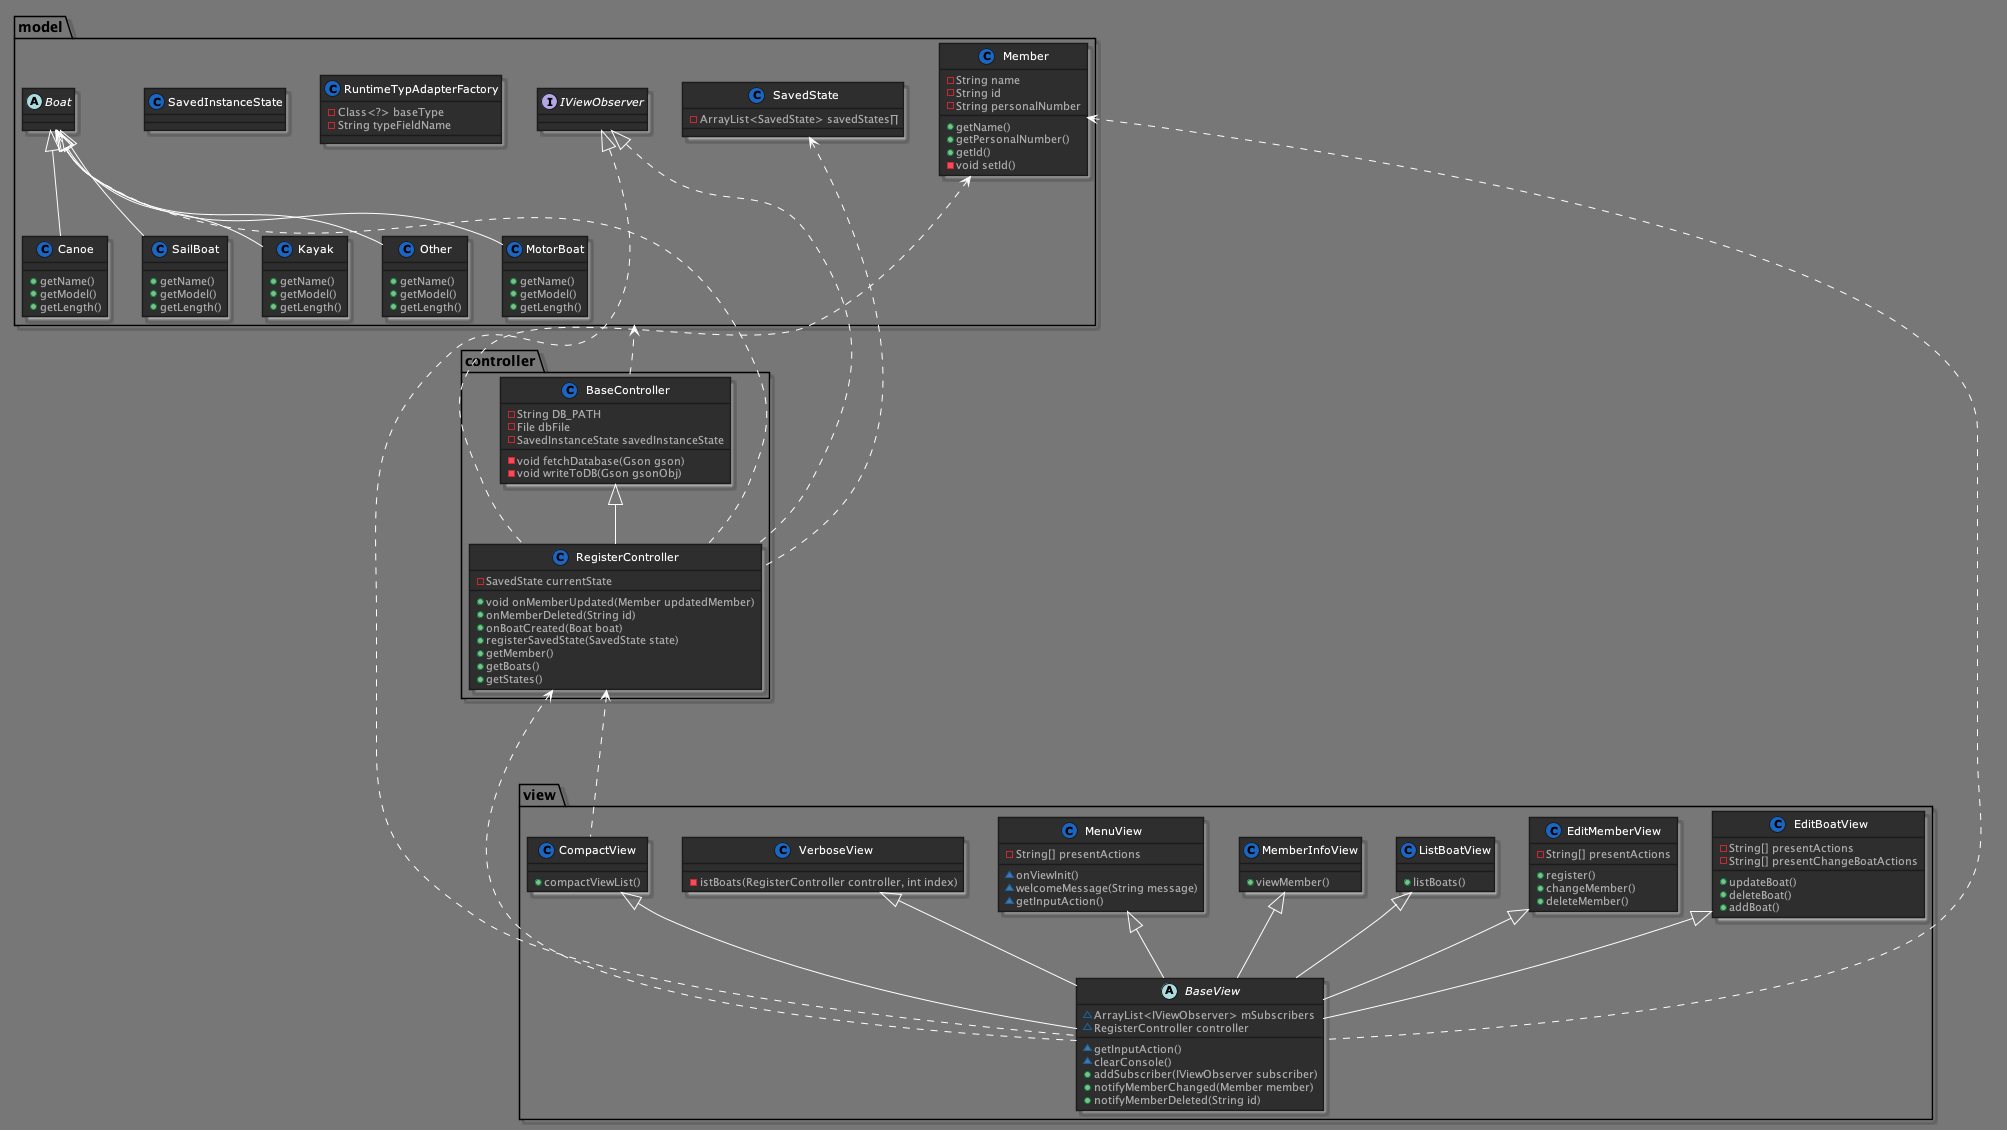 model
Member
String name
String id
String personalNumber
getName()
getPersonalNumber()
getId()
void setId()
A Boat
C SavedInstanceState
RuntimeTypAdapterFactory
Class<?> baseType
String typeFieldName
I IViewObserver
C SavedState
ArrayList<SavedState> savedStates∏
C Canoe
getName()
getModel()
getLength()
C SailBoat
getName()
getModel()
getLength()
C Kayak
getName()
getModel()
getLength()
C Other
getName()
getModel()
getLength()
C MotorBoat
getName()
getModel()
getLength()
controller
C BaseController
String DB_PATH
File dbFile
SavedInstanceState savedInstanceState
void fetchDatabase(Gson gson)
void writeToDB(Gson gsonObj)
C RegisterController
SavedState currentState
void onMemberUpdated(Member updatedMember)
onMemberDeleted(String id)
onBoatCreated(Boat boat)
registerSavedState(SavedState state)
getMember()
getBoats()
getStates()
view
C CompactView
compactViewList()
C VerboseView
istBoats(RegisterController controller, int index)
C MenuView
String[] presentActions
onViewInit()
welcomeMessage(String message)
getInputAction()
C MemberInfoView
viewMember()
C ListBoatView
listBoats()
C EditMemberView
String[] presentActions
register()
changeMember()
deleteMember()
C EditBoatView
String[] presentActions
String[] presentChangeBoatActions
updateBoat()
deleteBoat()
addBoat()
A BaseView
ArrayList<IViewObserver> mSubscribers
RegisterController controller
getInputAction()
clearConsole()
addSubscriber(IViewObserver subscriber)
notifyMemberChanged(Member member)
notifyMemberDeleted(String id)